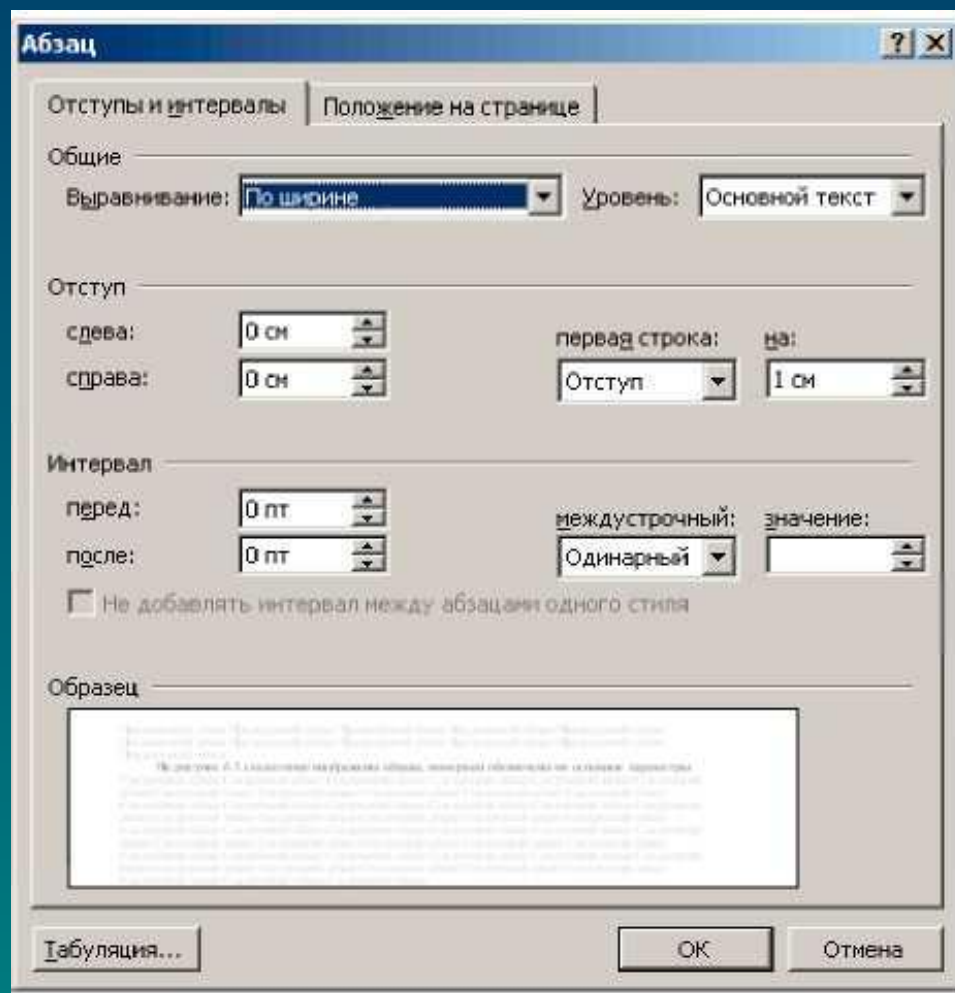 Абзац
Отступы и интервалы
Положение на странице
Общие
Выравнивание: По ширине Уровень: Основной текст
Отступ
слева: 0 см
справа: 0 см
первая строка: на:
Отступ 1 см
Интервал
перед: 0 пт
после: 0 пт
междустрочный: значение:
Одинарный
Не добавлять интервал между абзацами одного стиля
Образец
Табуляция... ОК Отмена